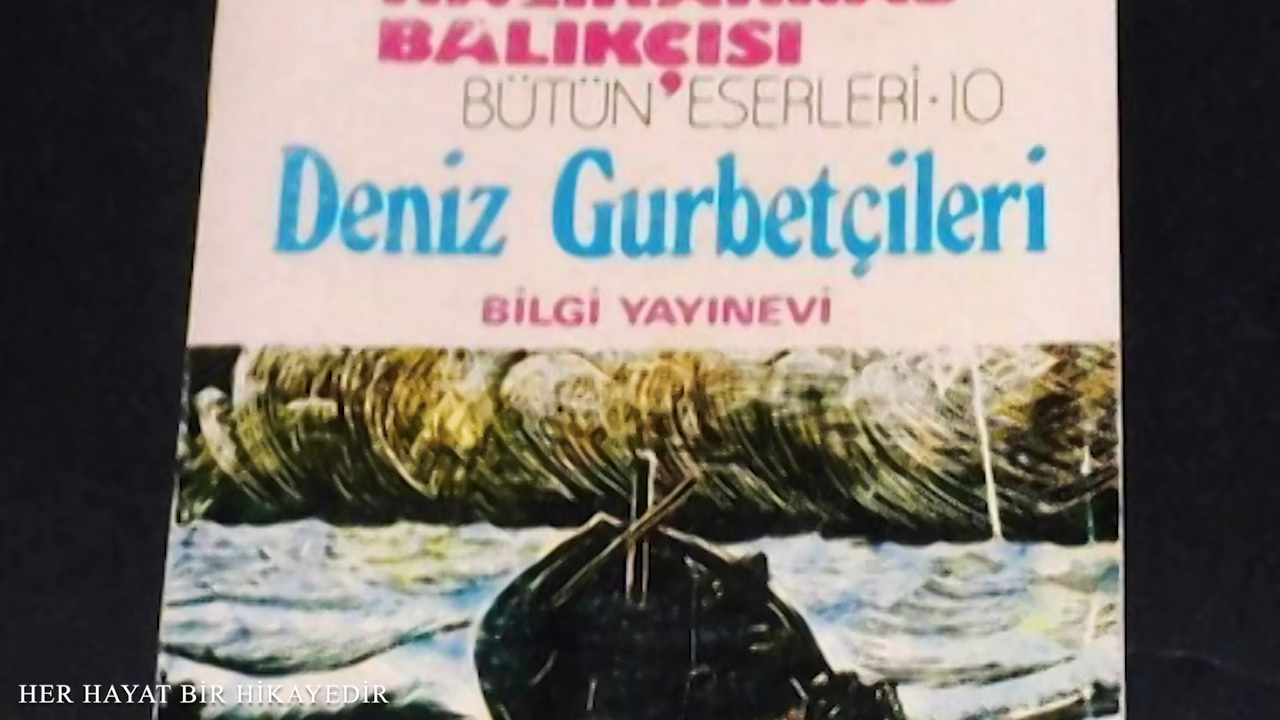 BALIKÇISI
BÜTÜN ESERLERİ·10
Deniz Gurbetçileri
BİLGİ YAYINEVİ
HER HAYAT BİR HİKAYEDİR